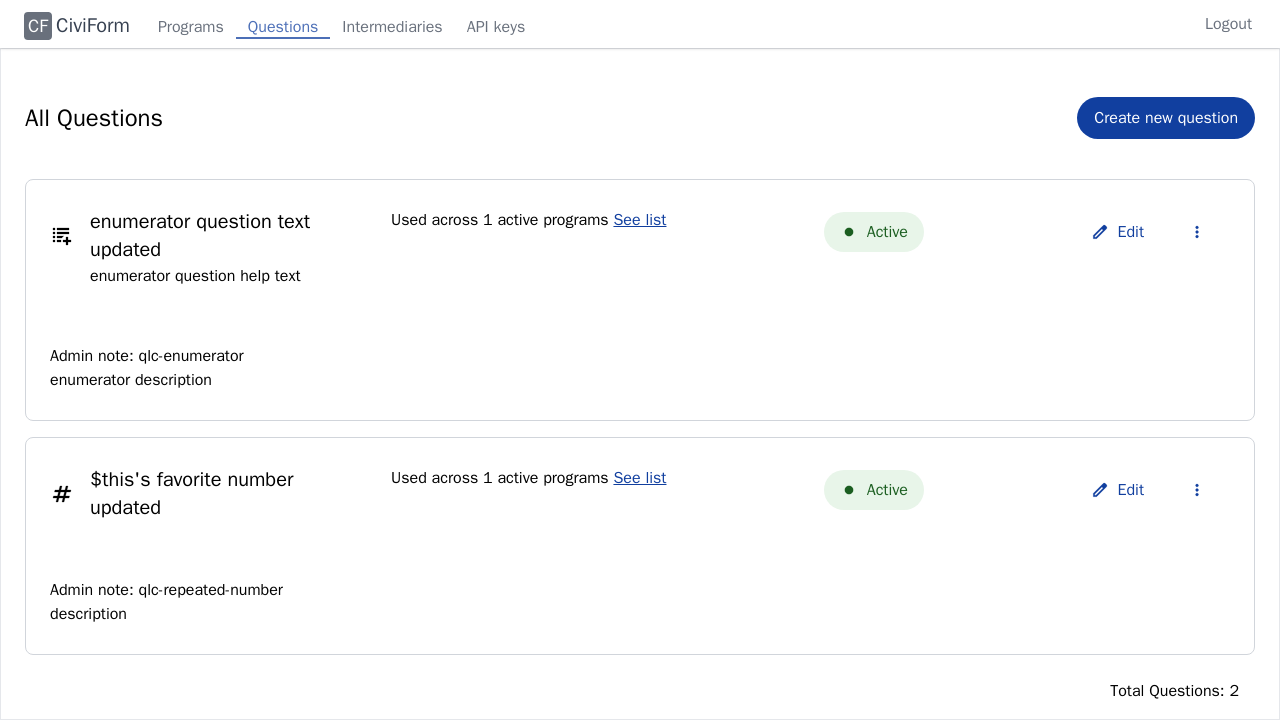 CF CiviForm Programs Questions Intermediaries API keys Logout
All Questions Create new question
enumerator question text updated
enumerator question help text
Used across 1 active programs See list
Active
Edit
Admin note: qlc-enumerator
enumerator description
$this's favorite number
updated
Used across 1 active programs See list
Active
Edit
Admin note: qlc-repeated-number
description
Total Questions: 2